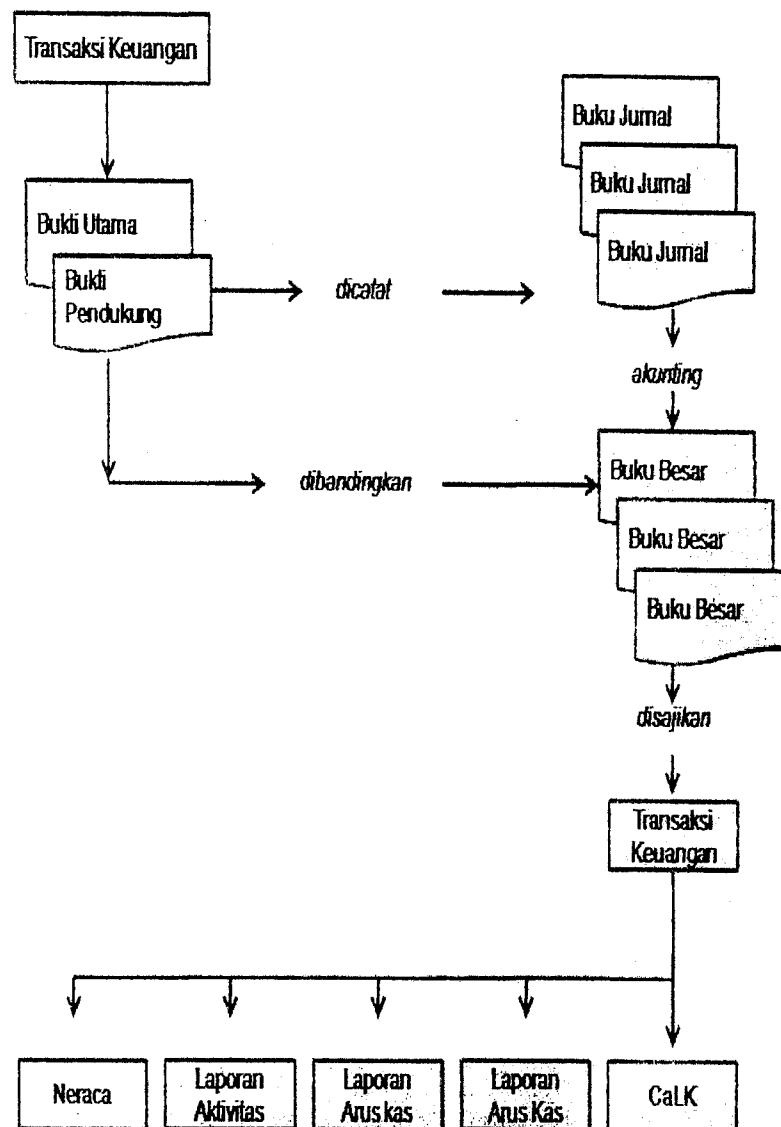 Transaksi Keuangan
Buku Jurnal
Buku Jurnal
Buku Jurnal
Bukti Utama
Bukti
Pendukung
dicatat
akunting
dibandingkan
Buku Besar
Buku Besar
Buku Besar
disajikan
Transaksi
Keuangan
Neraca
Laporan
Aktivitas
Laporan
Arus kas
Laporan
Arus Kas
CaLK